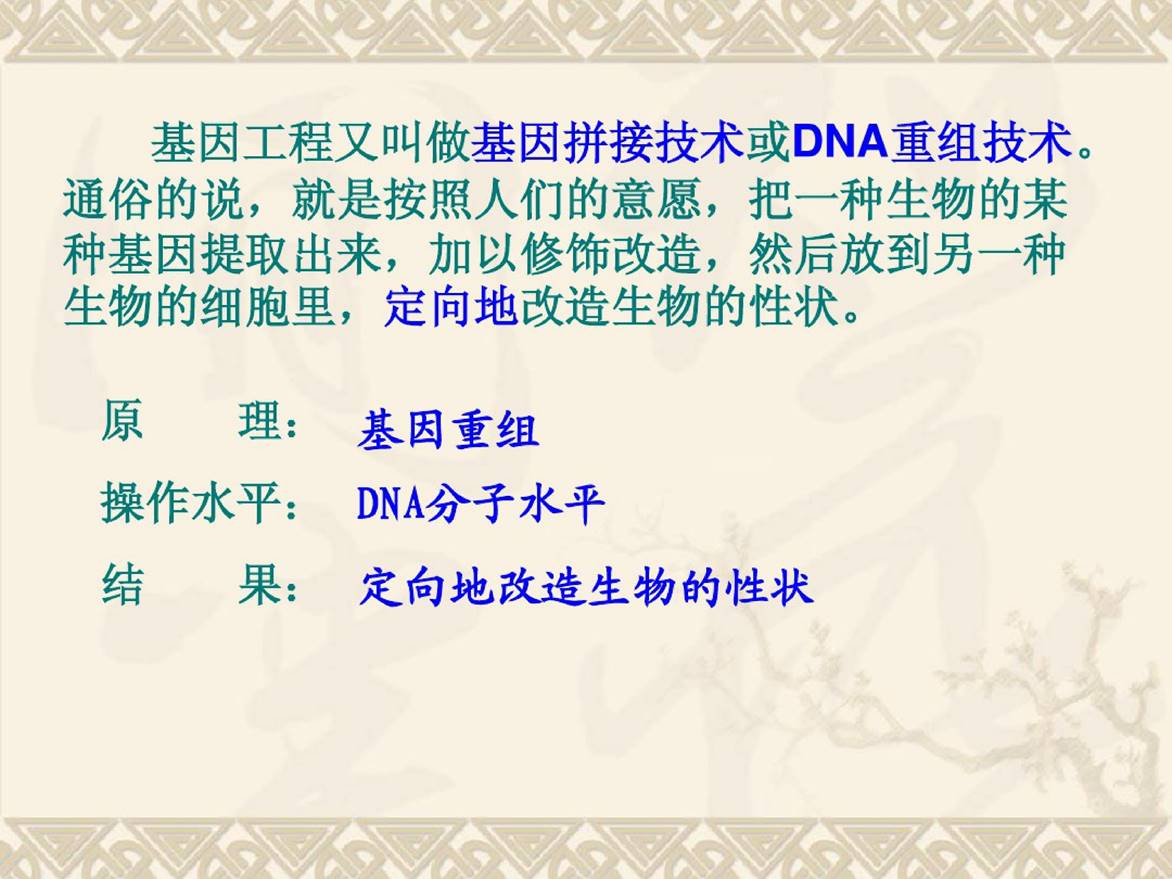 基因工程又叫做基因拼接技术或DNA重组技术。
通俗的说，就是按照人们的意愿，把一种生物的某
种基因提取出来，加以修饰改造，然后放到另一种
生物的细胞里，定向地改造生物的性状。
原 理： 基因重组
操作水平： DNA分子水平
结 果： 定向地改造生物的性状